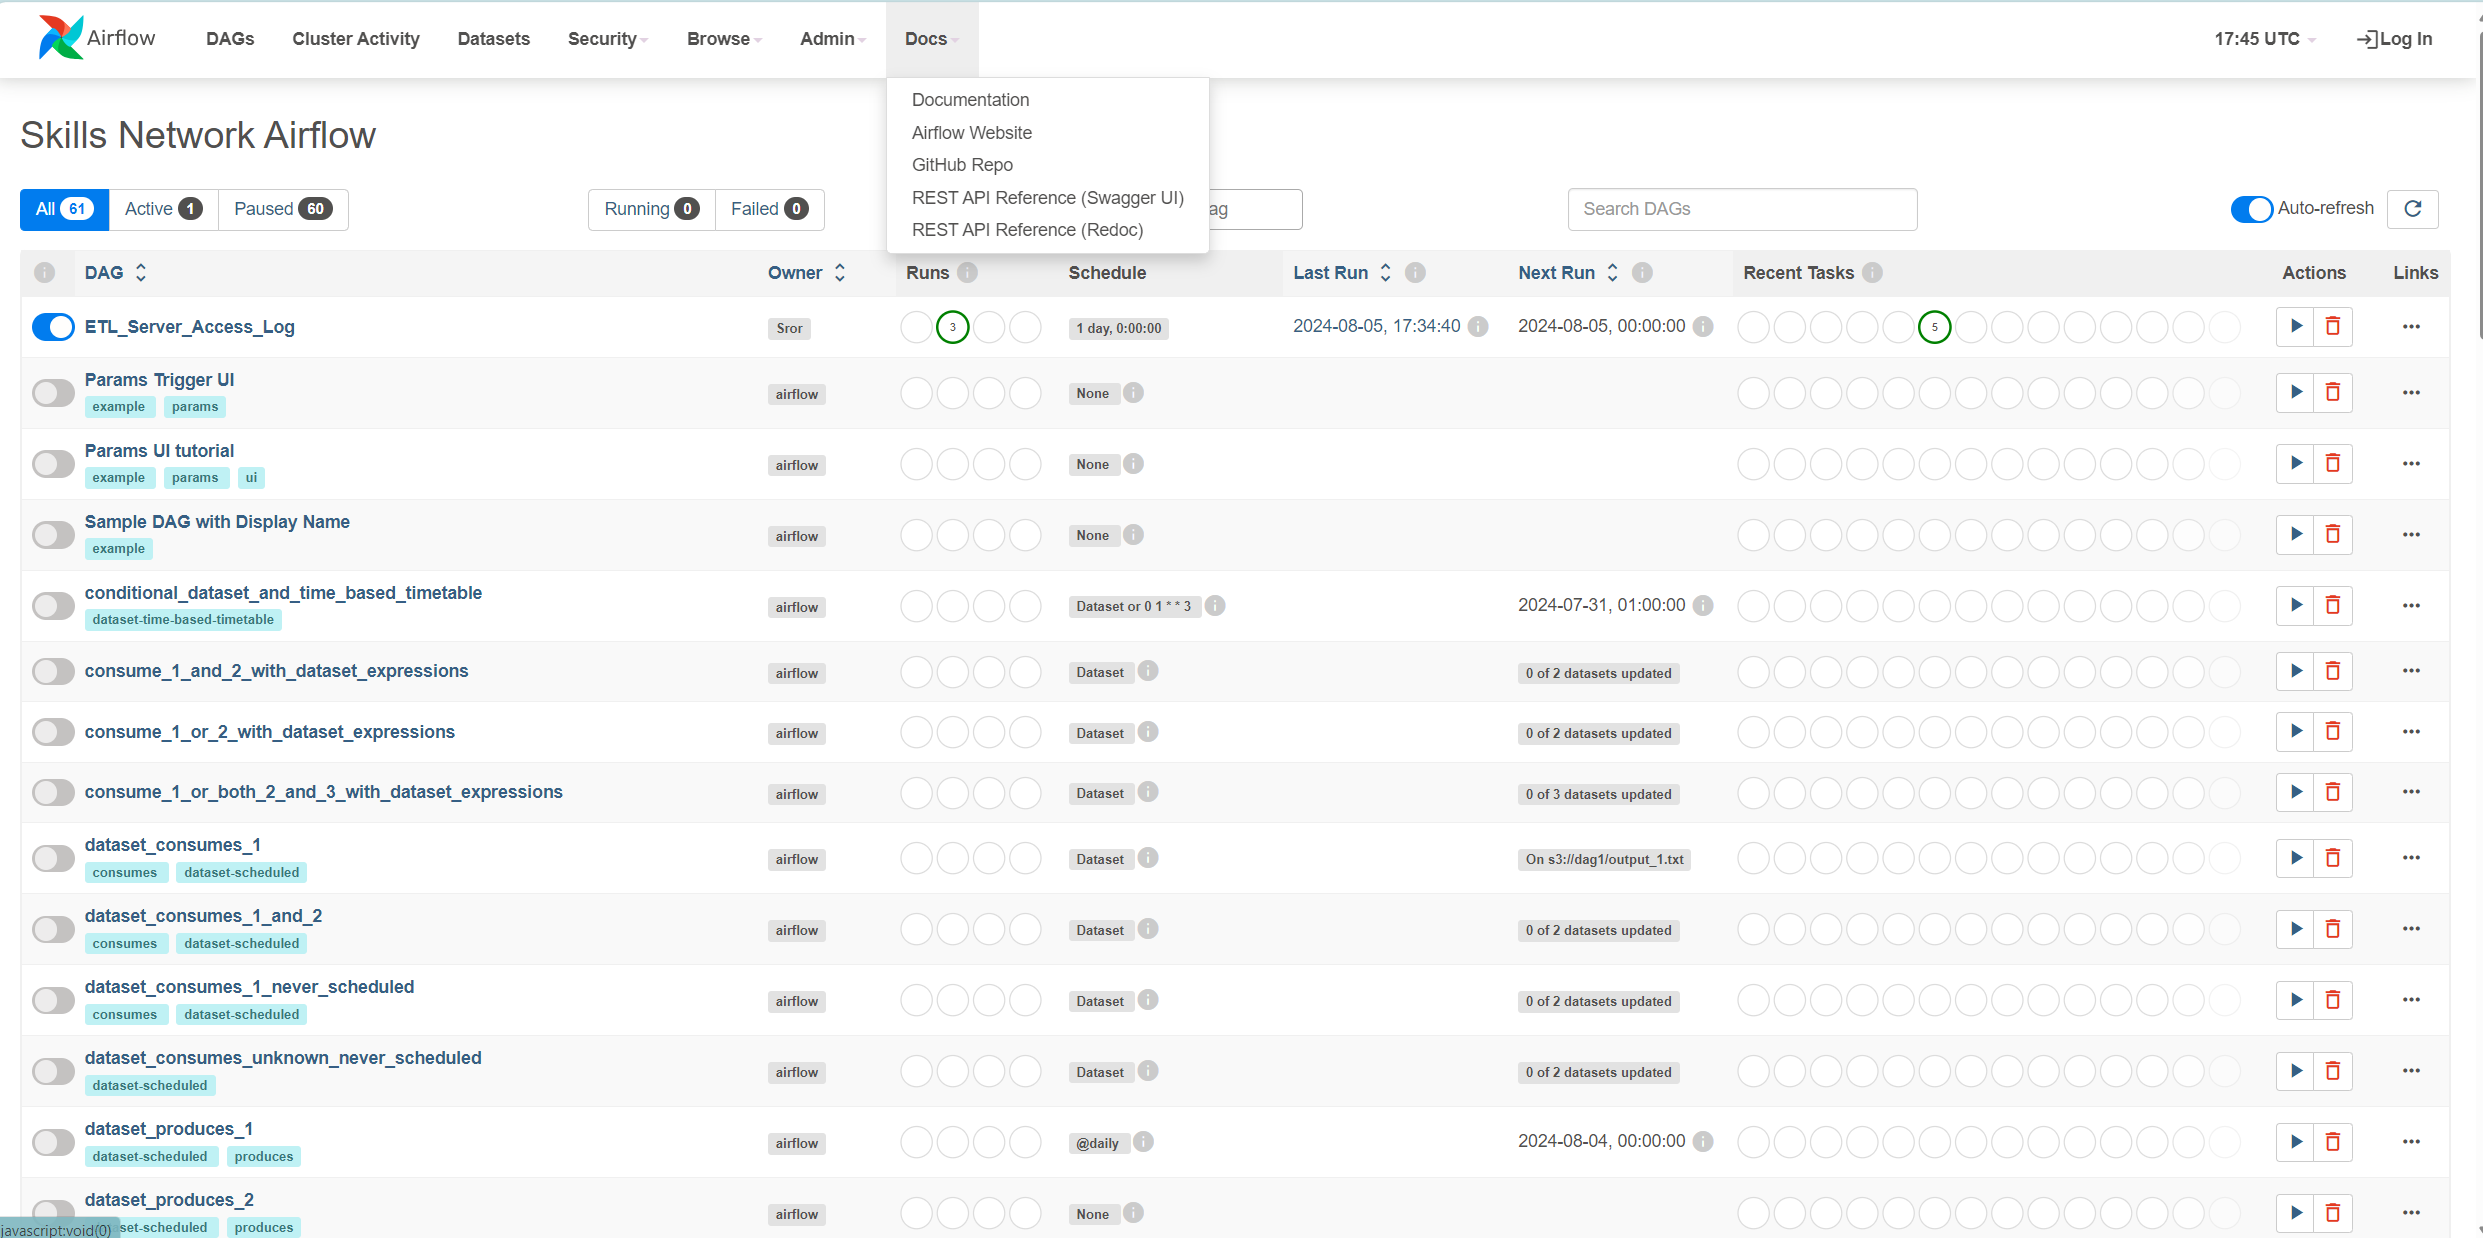 Airflow DAGs Cluster Activity Datasets Security Browse Admin Docs 17:45 UTC Log In
Documentation
Airflow Website
GitHub Repo
REST API Reference (Swagger UI)
REST API Reference (Redoc)
Skills Network Airflow
All 61 Active 1 Paused 60 Running 0 Failed 0 ag Search DAGs Auto-refresh
DAG Owner Runs Schedule Last Run Next Run Recent Tasks Actions Links
ETL_Server_Access_Log Sror 3 1 day, 0:00:00 2024-08-05, 17:34:40 2024-08-05, 00:00:00 5
Params Trigger UI airflow None
example params
Params UI tutorial airflow None
example params ui
Sample DAG with Display Name airflow None
example
conditional_dataset_and_time_based_timetable airflow Dataset or 0 1 * * 3 2024-07-31, 01:00:00
dataset-time-based-timetable
consume_1_and_2_with_dataset_expressions airflow Dataset 0 of 2 datasets updated
consume_1_or_2_with_dataset_expressions airflow Dataset 0 of 2 datasets updated
consume_1_or_both_2_and_3_with_dataset_expressions airflow Dataset 0 of 3 datasets updated
dataset_consumes_1 airflow Dataset On s3://dag1/output_1.txt
consumes dataset-scheduled
dataset_consumes_1_and_2 airflow Dataset 0 of 2 datasets updated
consumes dataset-scheduled
dataset_consumes_1_never_scheduled airflow Dataset 0 of 2 datasets updated
consumes dataset-scheduled
dataset_consumes_unknown_never_scheduled airflow Dataset 0 of 2 datasets updated
dataset-scheduled
dataset_produces_1 airflow @daily 2024-08-04, 00:00:00
dataset-scheduled produces
dataset_produces_2 airflow None
set-scheduled produces
javascript:void(0)